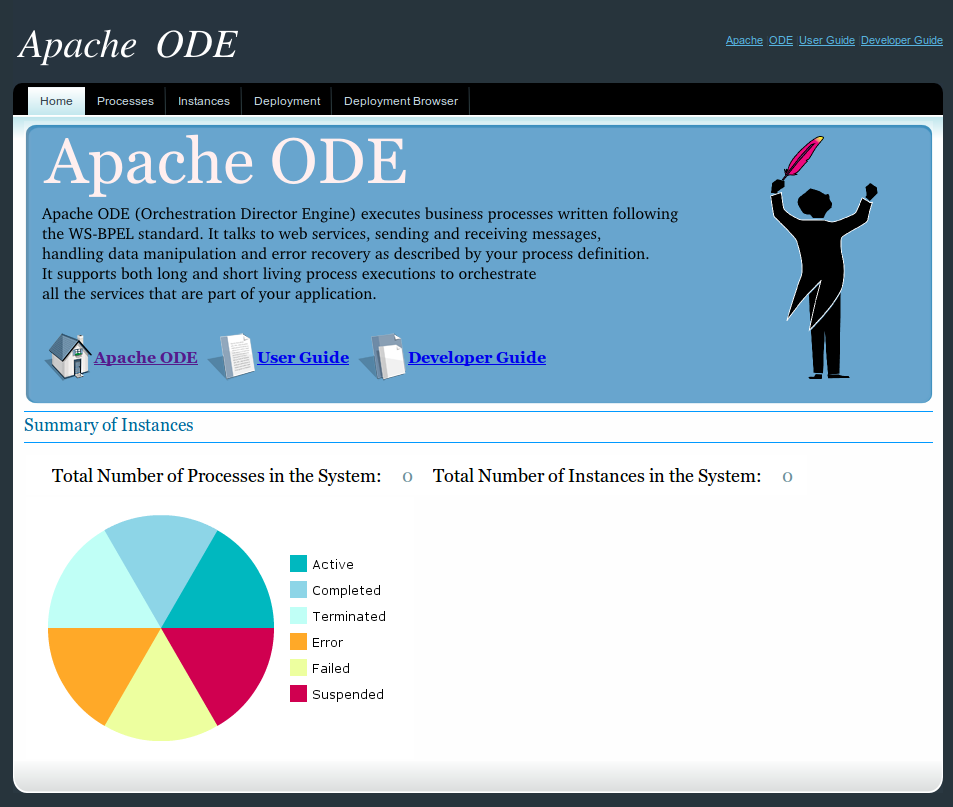 Apache ODE
Apache ODE User Guide Developer Guide
Home Processes Instances Deployment Deployment Browser
Apache ODE
Apache ODE (Orchestration Director Engine) executes business processes written following
the WS-BPEL standard. It talks to web services, sending and receiving messages,
handling data manipulation and error recovery as described by your process definition.
It supports both long and short living process executions to orchestrate
all the services that are part of your application.
Apache ODE User Guide Developer Guide
Summary of Instances
Total Number of Processes in the System: 0 Total Number of Instances in the System: 0
Active
Completed
Terminated
Error
Failed
Suspended